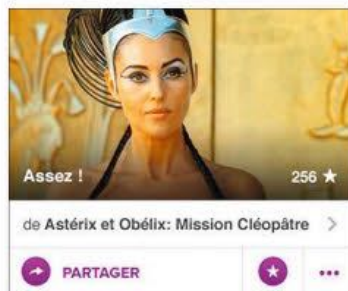 Assez !
256 ★
de Astérix et Obélix: Mission Cléopâtre
PARTAGER